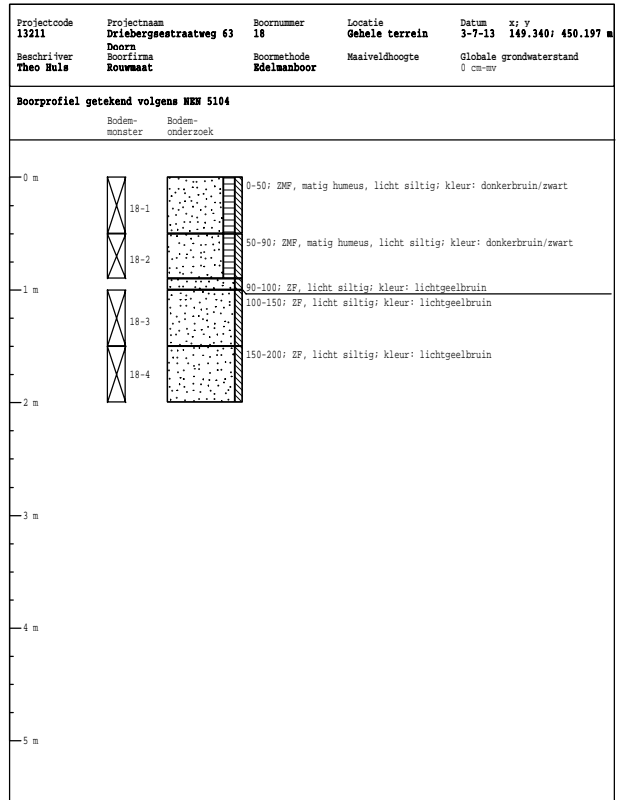 Projectcode Projectnaam Boornummer Locatie Datum x; y
13211 Driebergsestraatweg 63 18 Gehele terrein 3-7-13 149.340; 450.197 m
Doorn
Beschrijver Boorfirma Boormethode Maaiveldhoogte Globale grondwaterstand
Theo Huls Rouwmaat Edelmanboor 0 cm-mv
Boorprofiel getekend volgens NEN 5104
Bodem- Bodem-
monster onderzoek
0 m
0-50; ZMF, matig humeus, licht siltig; kleur: donkerbruin/zwart
18-1
50-90; ZMF, matig humeus, licht siltig; kleur: donkerbruin/zwart
18-2
90-100; ZF, licht siltig; kleur: lichtgeelbruin
1 m
100-150; ZF, licht siltig; kleur: lichtgeelbruin
18-3
150-200; ZF, licht siltig; kleur: lichtgeelbruin
18-4
2 m
3 m
4 m
5 m